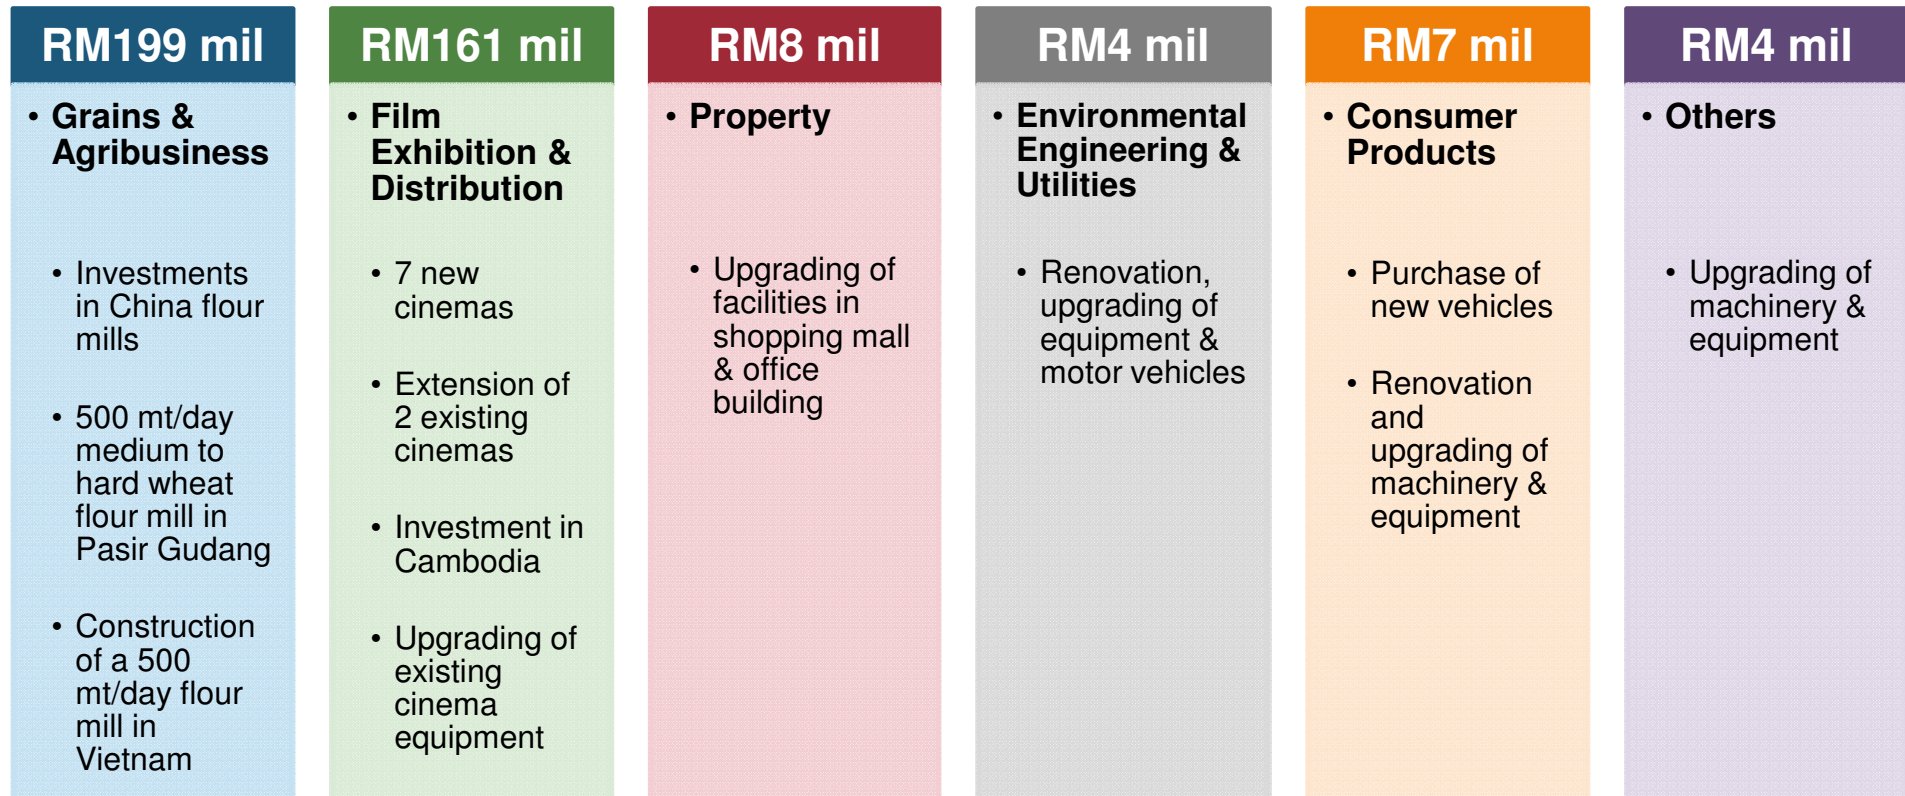 RM199 mil
• Grains &
Agribusiness
• Investments
in China flour
mills
• 500 mt/day
medium to
hard wheat
flour mill in
Pasir Gudang
• Construction
of a 500
mt/day flour
mill in
Vietnam
RM161 mil
• Film
Exhibition &
Distribution
• 7 new
cinemas
• Extension of
2 existing
cinemas
• Investment in
Cambodia
• Upgrading of
existing
cinema
equipment
RM8 mil
• Property
• Upgrading of
facilities in
shopping mall
& office
building
RM4 mil
• Environmental
Engineering &
Utilities
• Renovation,
upgrading of
equipment &
motor vehicles
RM7 mil
• Consumer
Products
• Purchase of
new vehicles
• Renovation
and
upgrading of
machinery &
equipment
RM4 mil
• Others
• Upgrading of
machinery &
equipment